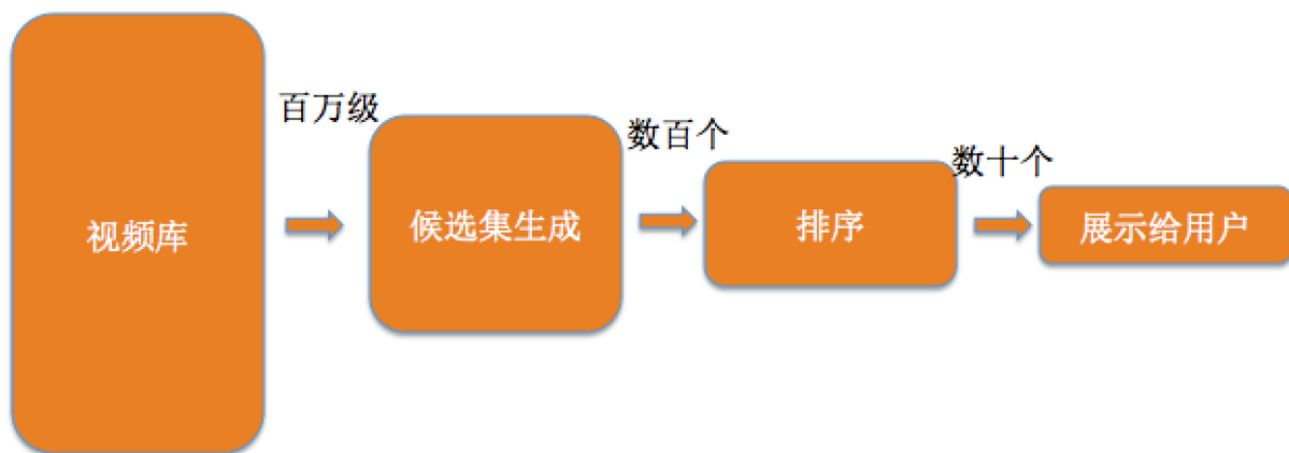 视频库
百万级
候选集生成
数百个
排序
数十个
展示给用户